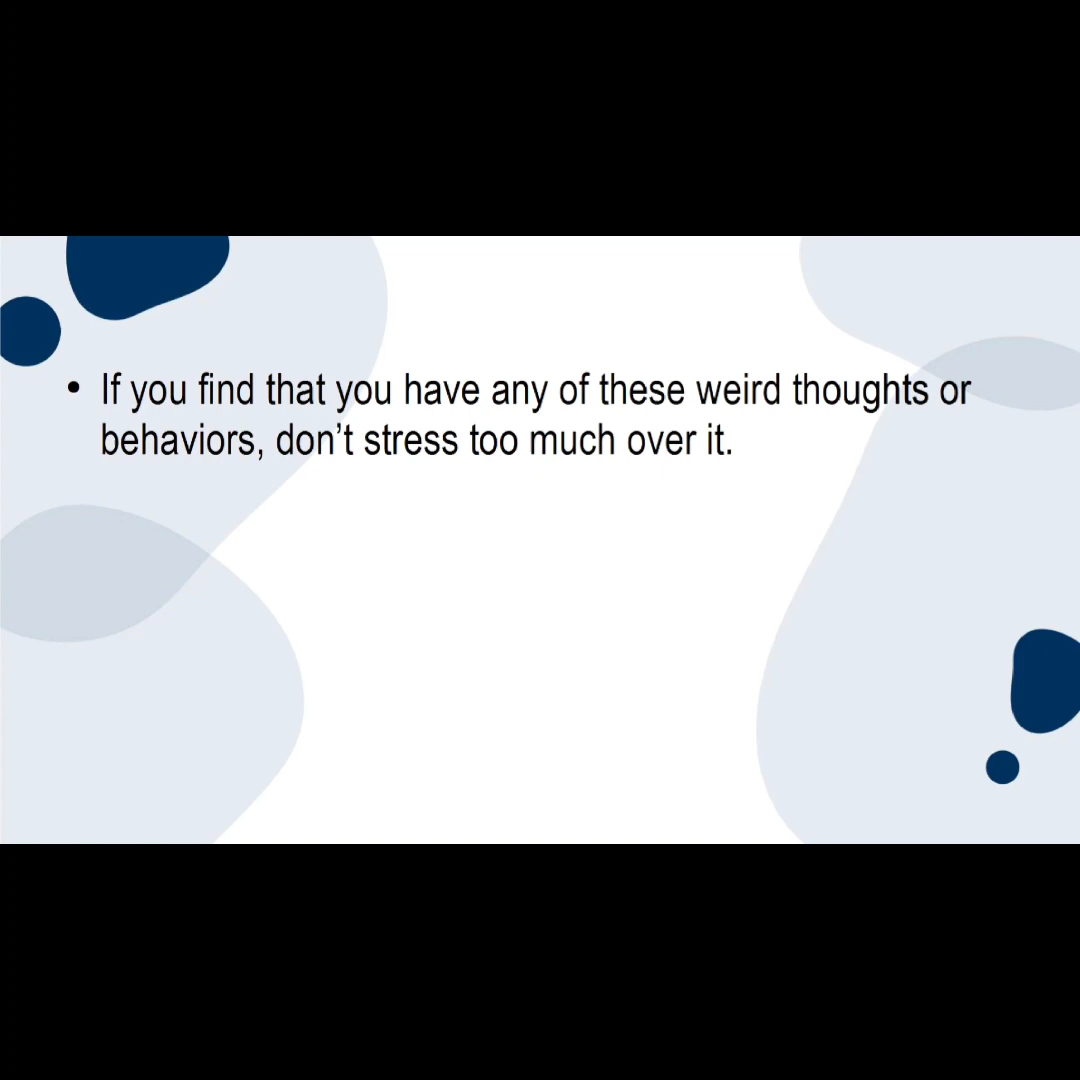 • If you find that you have any of these weird thoughts or
behaviors, don’t stress too much over it.